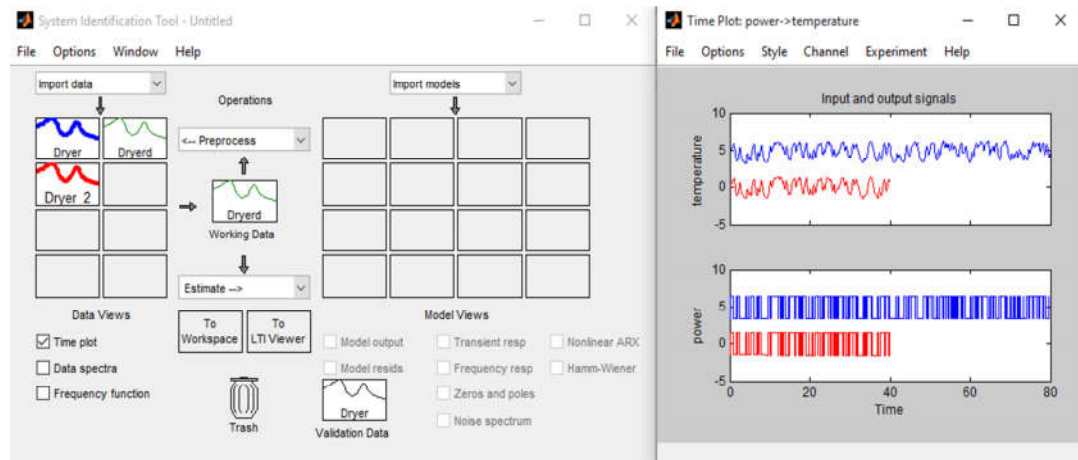 System Identification Tool - Untitled
File Options Window Help
Import data
Operations
Import models
Dryer
Dryerd
<-- Preprocess
Dryer 2
Dryerd
Working Data
Estimate -->
Data Views
To Workspace
To LTI Viewer
Model Views
Time plot
Data spectra
Frequency function
Model output
Transient resp
Nonlinear ARX
Model resids
Frequency resp
Hamm-Wiener
Zeros and poles
Noise spectrum
Trash
Dryer
Validation Data
Time Plot: power->temperature
File Options Style Channel Experiment Help
Input and output signals
10
5
0
-5
temperature
10
5
0
-5
power
0 20 40 60 80
Time